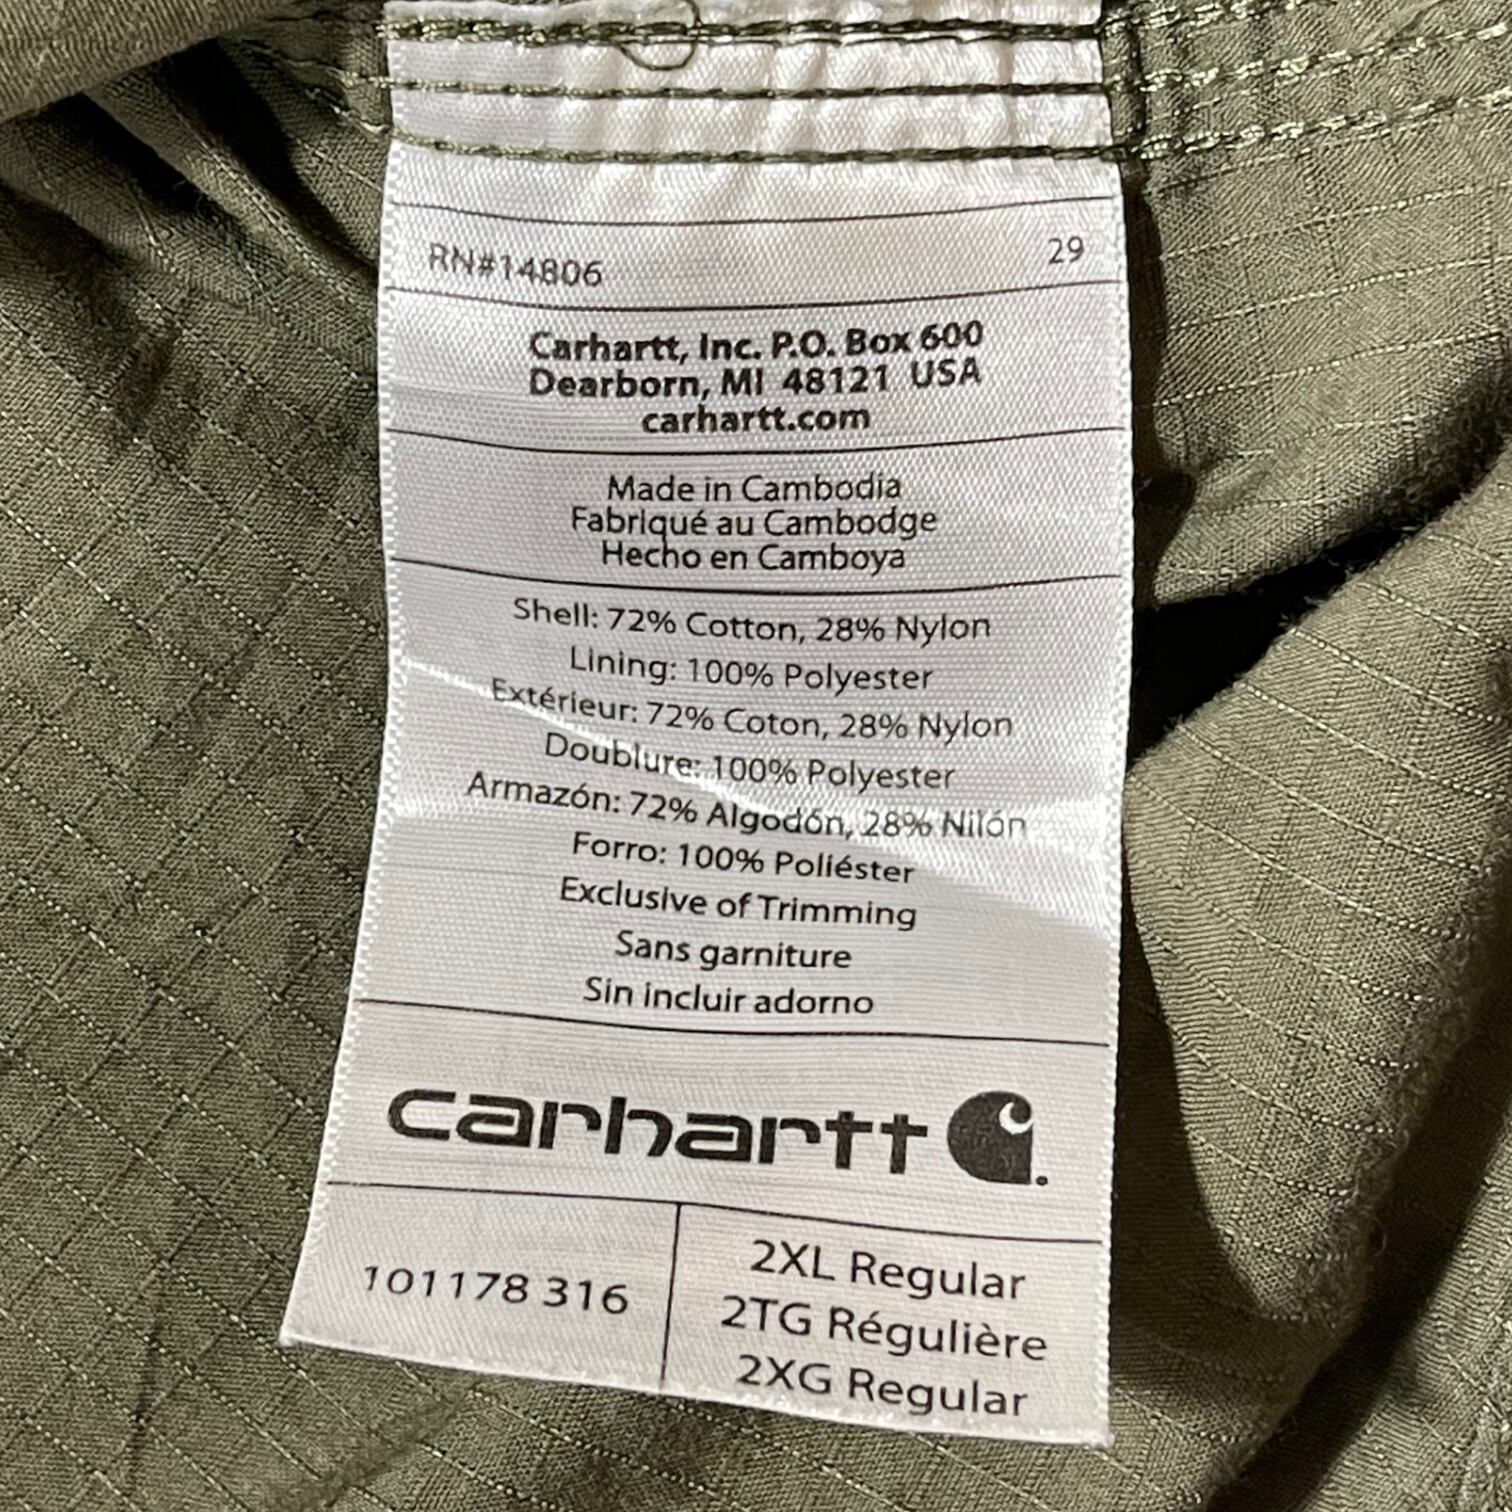 RN#14806 29
Carhartt, Inc. P.O. Box 600
Dearborn, MI 48121 USA
carhartt.com
Made in Cambodia
Fabriqué au Cambodge
Hecho en Camboya
Shell: 72% Cotton, 28% Nylon
Lining: 100% Polyester
Extérieur: 72% Coton, 28% Nylon
Doublure: 100% Polyester
Armazón: 72% Algodón, 28% Nilón
Forro: 100% Poliéster
Exclusive of Trimming
Sans garniture
Sin incluir adorno
carhartt
101178 316
2XL Regular
2TG Régulière
2XG Regular